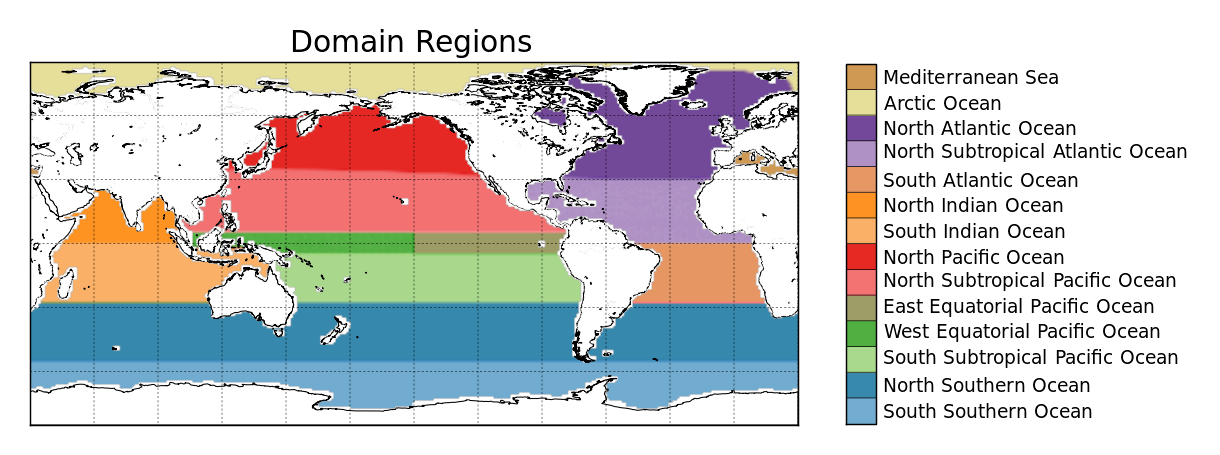 Domain Regions
Mediterranean Sea
Arctic Ocean
North Atlantic Ocean
North Subtropical Atlantic Ocean
South Atlantic Ocean
North Indian Ocean
South Indian Ocean
North Pacific Ocean
North Subtropical Pacific Ocean
East Equatorial Pacific Ocean
West Equatorial Pacific Ocean
South Subtropical Pacific Ocean
North Southern Ocean
South Southern Ocean